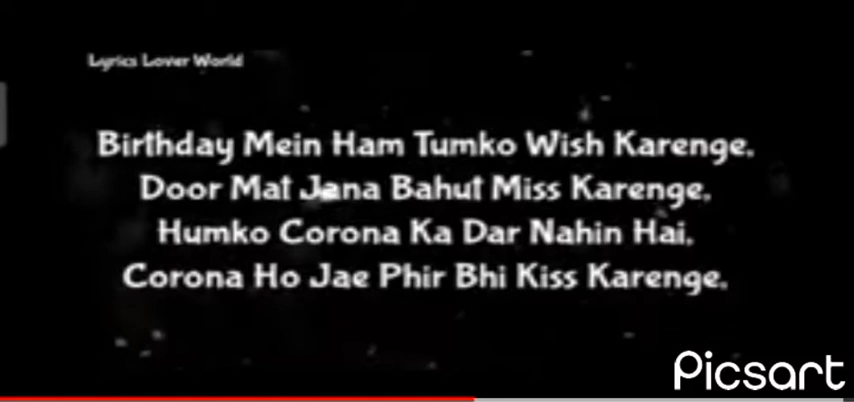 Lyrics Lover World
Birthday Mein Ham Tumko Wish Karenge.
Door Mat Jana Bahut Miss Karenge.
Humko Corona Ka Dar Nahin Hai.
Corona Ho Jae Phir Bhi Kiss Karenge.
Picsart